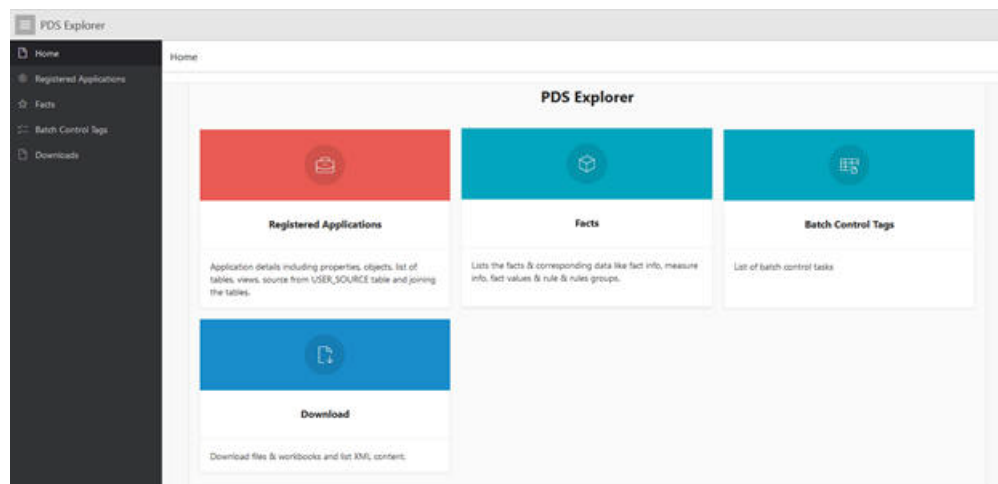 PDS Explorer
Home
Registered Applications
Facts
Batch Control Tags
Downloads
Home
PDS Explorer
Registered Applications
Application details including properties, objects, list of
tables, views, source from USER_SOURCE table and joining
the tables.
Facts
Lists the facts & corresponding data like fact info, measure
info, fact values & rule & rules groups.
Batch Control Tags
List of batch control tasks
Download
Download files & workbooks and list XML content.